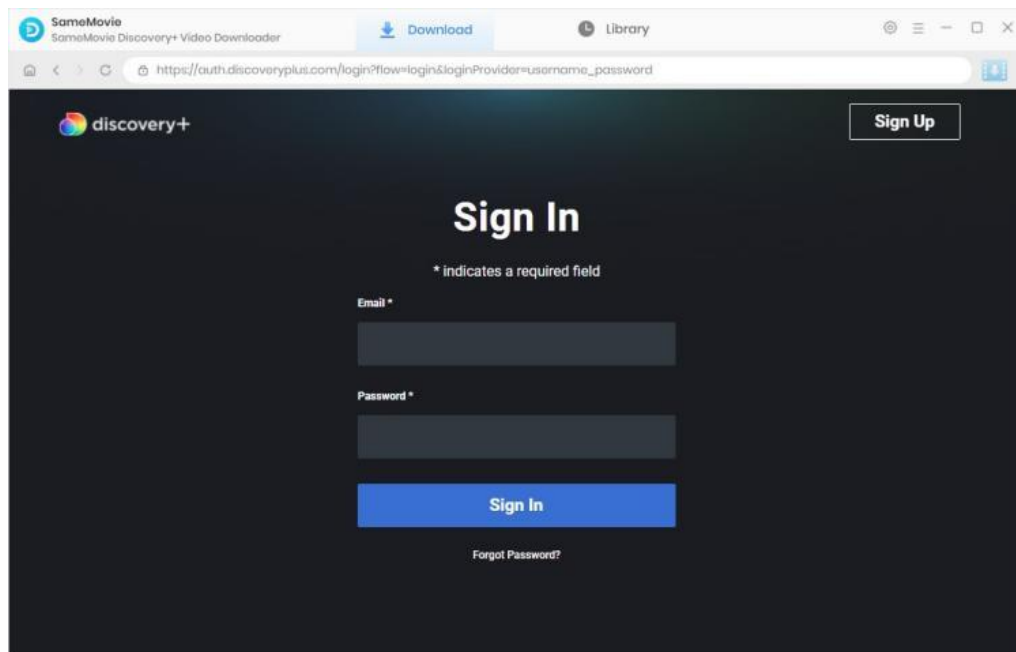 SameMovie
SameMovie Discovery+ Video Downloader
Download
Library
https://auth.discoveryplus.com/login?flow=login&loginProvider=username_password
discovery+
Sign Up
Sign In
* indicates a required field
Email *
Password *
Sign In
Forgot Password?